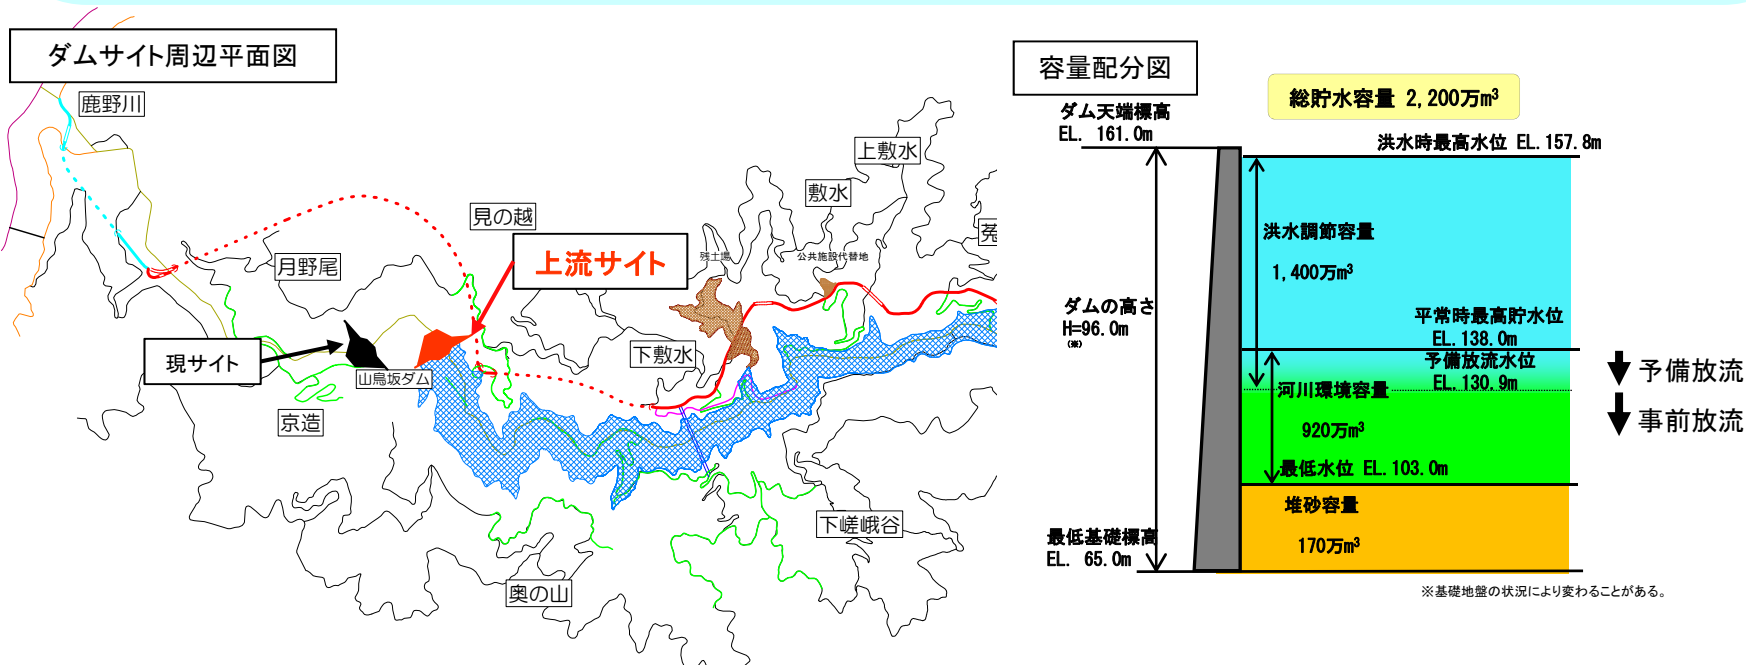 ダムサイト周辺平面図
鹿野川
上敷水
敷水
見の越
上流サイト
残土場
公共施設代替地
月野尾
下敷水
現サイト
山鳥坂ダム
京造
下嵯峨谷
奥の山
容量配分図
総貯水容量 2,200万m³
ダム天端標高
EL. 161.0m
洪水時最高水位 EL.157.8m
洪水調節容量
1,400万m³
ダムの高さ
H=96.0m
(※)
平常時最高貯水位
EL.138.0m
予備放流水位
EL.130.9m
予備放流
河川環境容量
事前放流
920万m³
最低水位 EL.103.0m
堆砂容量
170万m³
最低基礎標高
EL. 65.0m
※基礎地盤の状況により変わることがある。